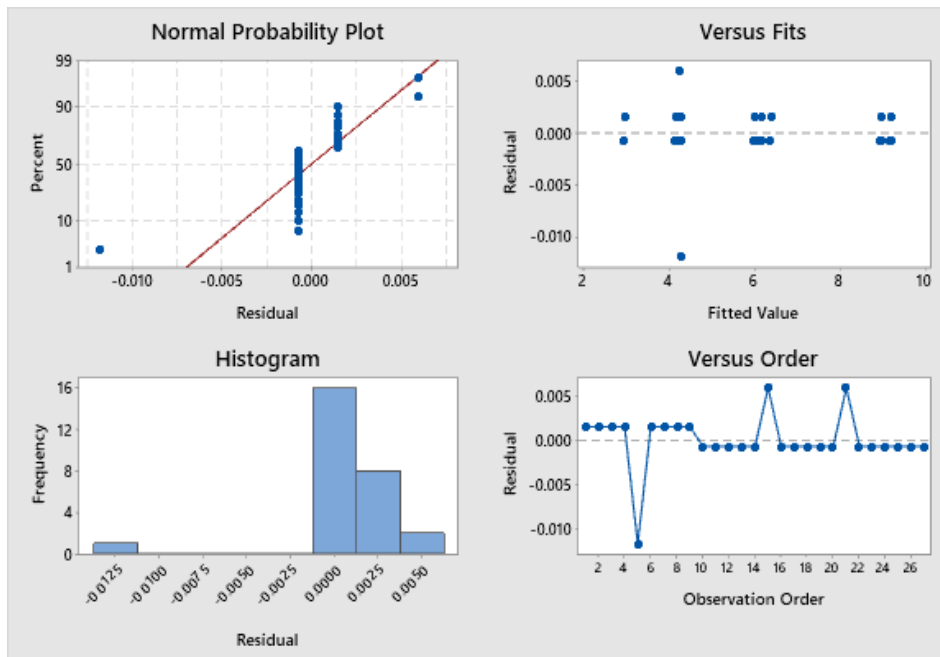 Normal Probability Plot
99
90
50
10
1
Percent
-0.010 -0.005 0.000 0.005
Residual
Versus Fits
0.005
0.000
-0.005
-0.010
Residual
2 4 6 8 10
Fitted Value
Histogram
16
12
8
4
0
Frequency
-0.0125 -0.0100 -0.0075 -0.0050 -0.0025 0.0000 0.0025 0.0050
Residual
Versus Order
0.005
0.000
-0.005
-0.010
Residual
2 4 6 8 10 12 14 16 18 20 22 24 26
Observation Order